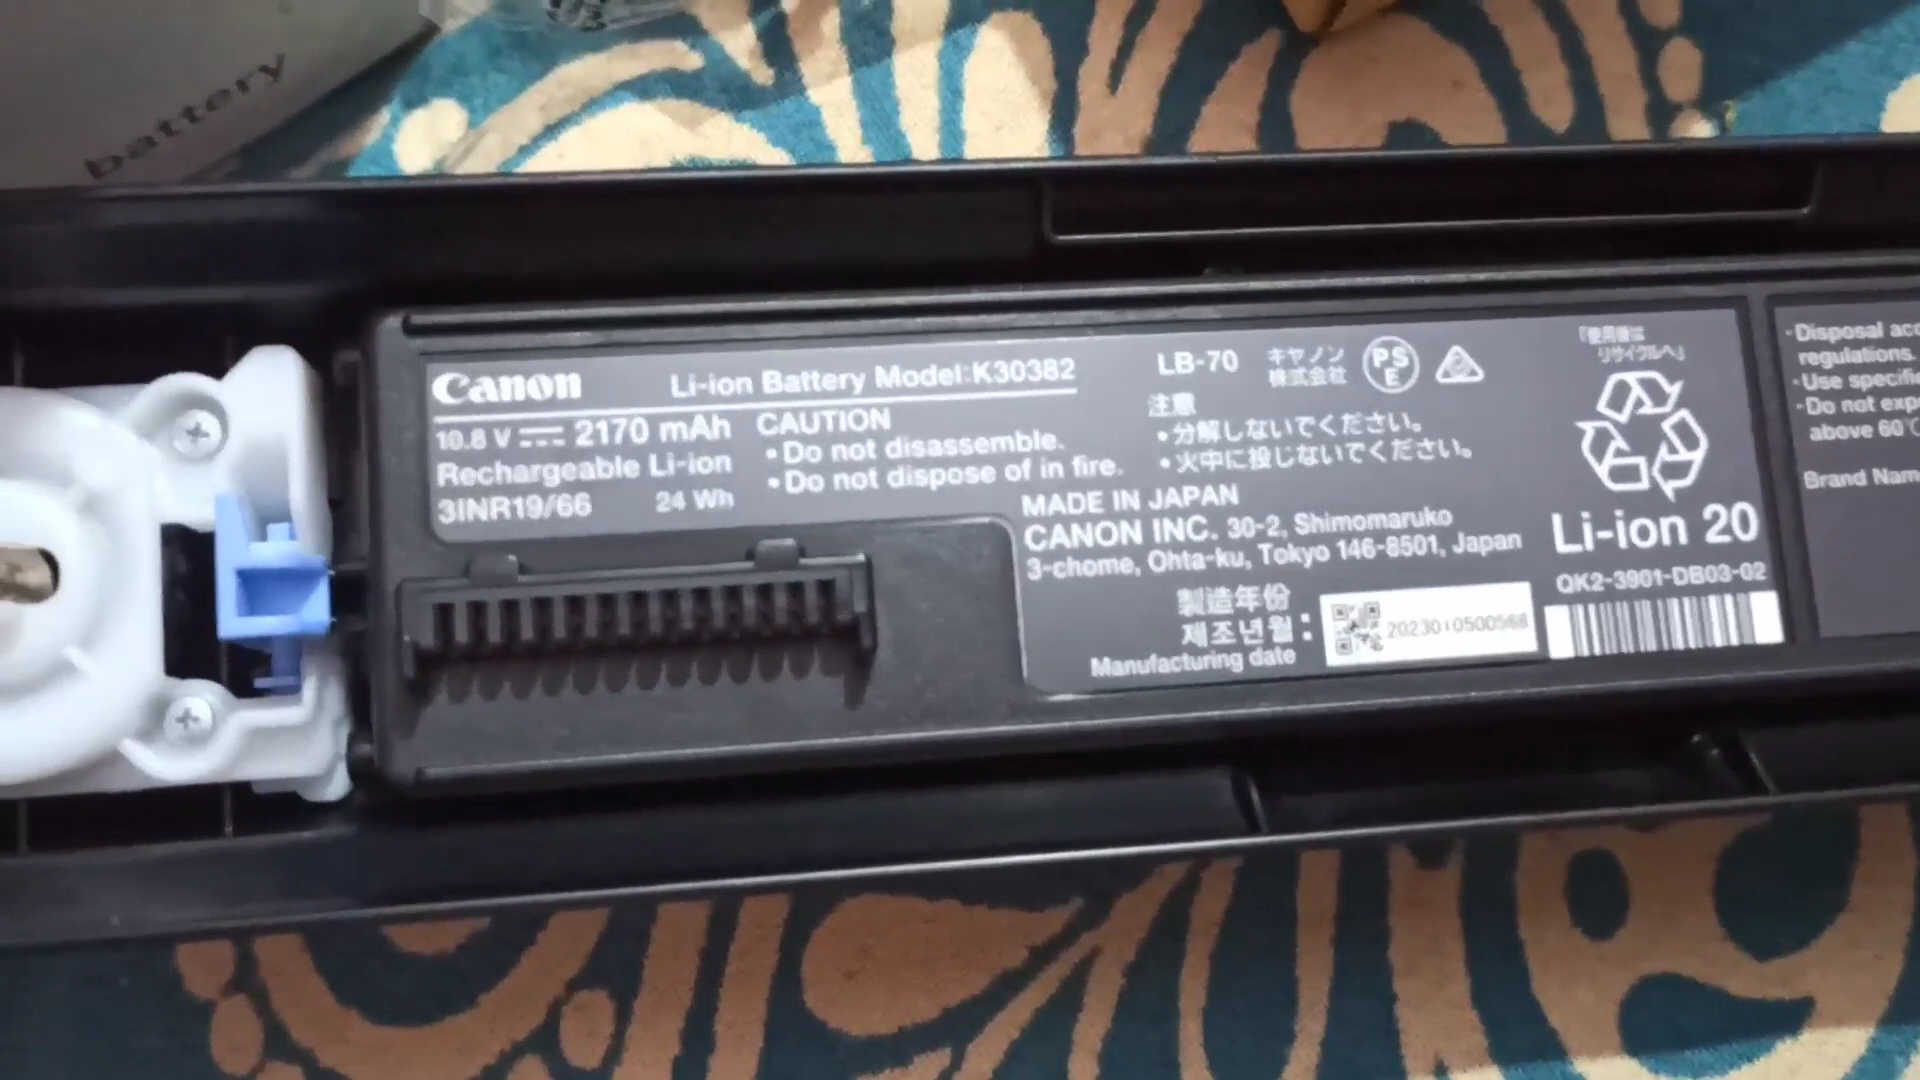 battery
Canon Li-ion Battery Model:K30382
10.8 V 2170 mAh
Rechargeable Li-ion
3INR19/66 24 Wh
CAUTION
• Do not disassemble.
• Do not dispose of in fire.
LB-70
キヤノン
株式会社
PS
E
注意
• 分解しないでください。
• 火中に投じないでください。
MADE IN JAPAN
CANON INC. 30-2, Shimomaruko
3-chome, Ohta-ku, Tokyo 146-8501, Japan
製造年份
제조년월 :
Manufacturing date
2023010500568
「使用後は
リサイクルへ」
Li-ion 20
QK2-3901-DB03-02
• Disposal
regulations.
• Use
• Do not
above 60℃
Brand